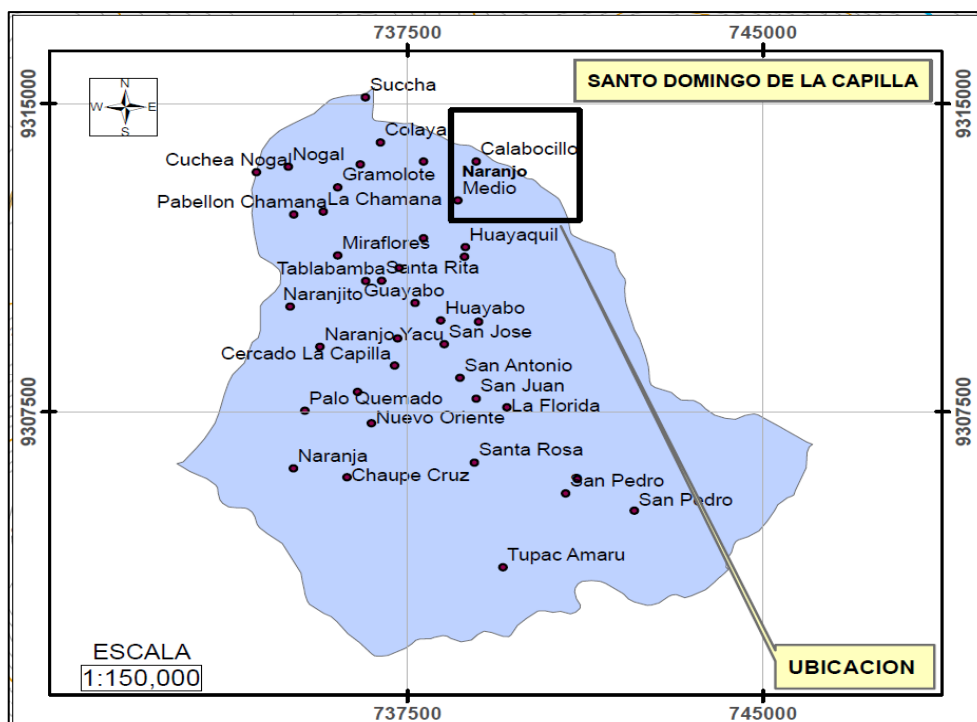 737500
745000
SANTO DOMINGO DE LA CAPILLA
9315000
9315000
N
W
E
S
Succha
Colaya
Cuchea Nogal
Nogal
Calabocillo
Gramolote
Naranjo
Medio
Pabellon Chamana
La Chamana
Miraflores
Huayaquil
Tablabamba
Santa Rita
Naranjito
Guayabo
Huayabo
Naranjo Yacu
San Jose
Cercado La Capilla
San Antonio
San Juan
Palo Quemado
La Florida
9307500
9307500
Nuevo Oriente
Naranja
Santa Rosa
Chaupe Cruz
San Pedro
San Pedro
Tupac Amaru
ESCALA
1:150,000
UBICACION
737500
745000